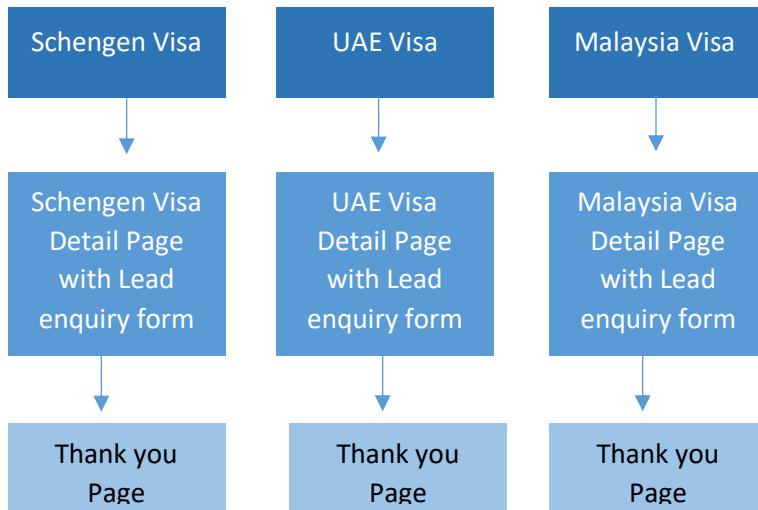 Schengen Visa
UAE Visa
Malaysia Visa
Schengen Visa
Detail Page
with Lead
enquiry form
UAE Visa
Detail Page
with Lead
enquiry form
Malaysia Visa
Detail Page
with Lead
enquiry form
Thank you
Page
Thank you
Page
Thank you
Page